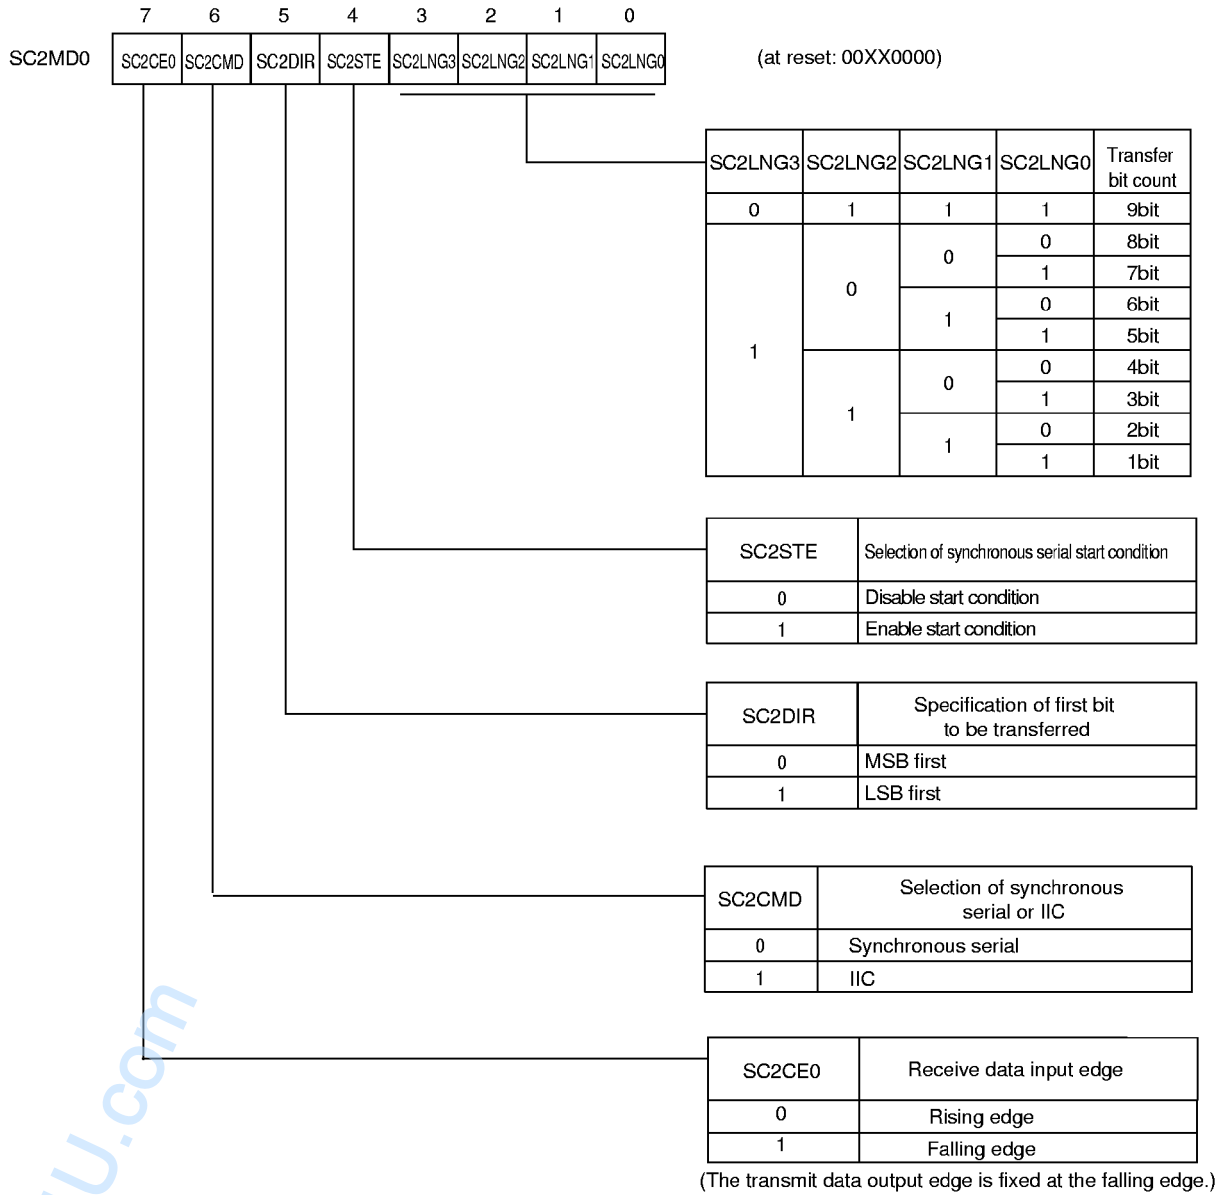 7 6 5 4 3 2 1 0
SC2MD0 SC2CE0 SC2CMD SC2DIR SC2STE SC2LNG3 SC2LNG2 SC2LNG1 SC2LNG0 (at reset: 00XX0000)
SC2LNG3 SC2LNG2 SC2LNG1 SC2LNG0 Transfer
bit count
0 1 1 1 9bit
0 8bit
0
1 7bit
0
0 6bit
1
1 5bit
1
0 4bit
0
1 3bit
1
0 2bit
1
1 1bit
SC2STE Selection of synchronous serial start condition
0 Disable start condition
1 Enable start condition
SC2DIR Specification of first bit
to be transferred
0 MSB first
1 LSB first
SC2CMD Selection of synchronous
serial or IIC
0 Synchronous serial
1 IIC
SC2CE0 Receive data input edge
0 Rising edge
1 Falling edge
(The transmit data output edge is fixed at the falling edge.)
U.com